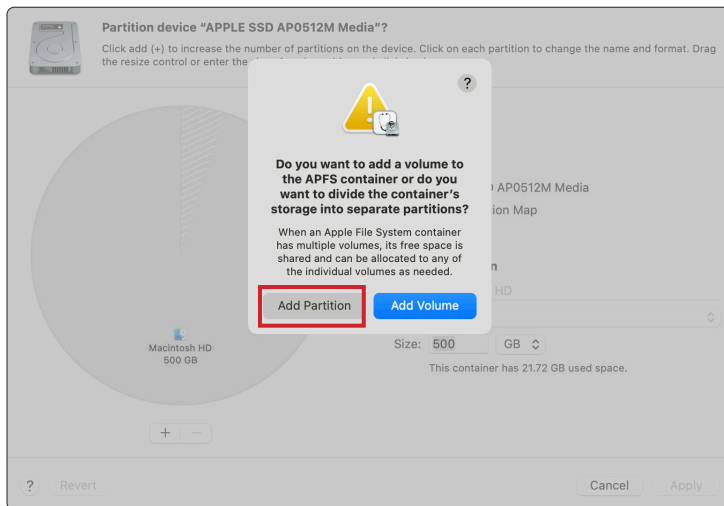 Partition device “APPLE SSD AP0512M Media”?
Click add (+) to increase the number of partitions on the device. Click on each partition to change the name and format. Drag
the resize control or enter the
?
Do you want to add a volume to
the APFS container or do you
want to divide the container’s
storage into separate partitions?
When an Apple File System container
has multiple volumes, its free space is
shared and can be allocated to any of
the individual volumes as needed.
Add Partition
Add Volume
AP0512M Media
Map
HD
Macintosh HD
500 GB
Size: 500 GB
This container has 21.72 GB used space.
+ −
? Revert
Cancel Apply